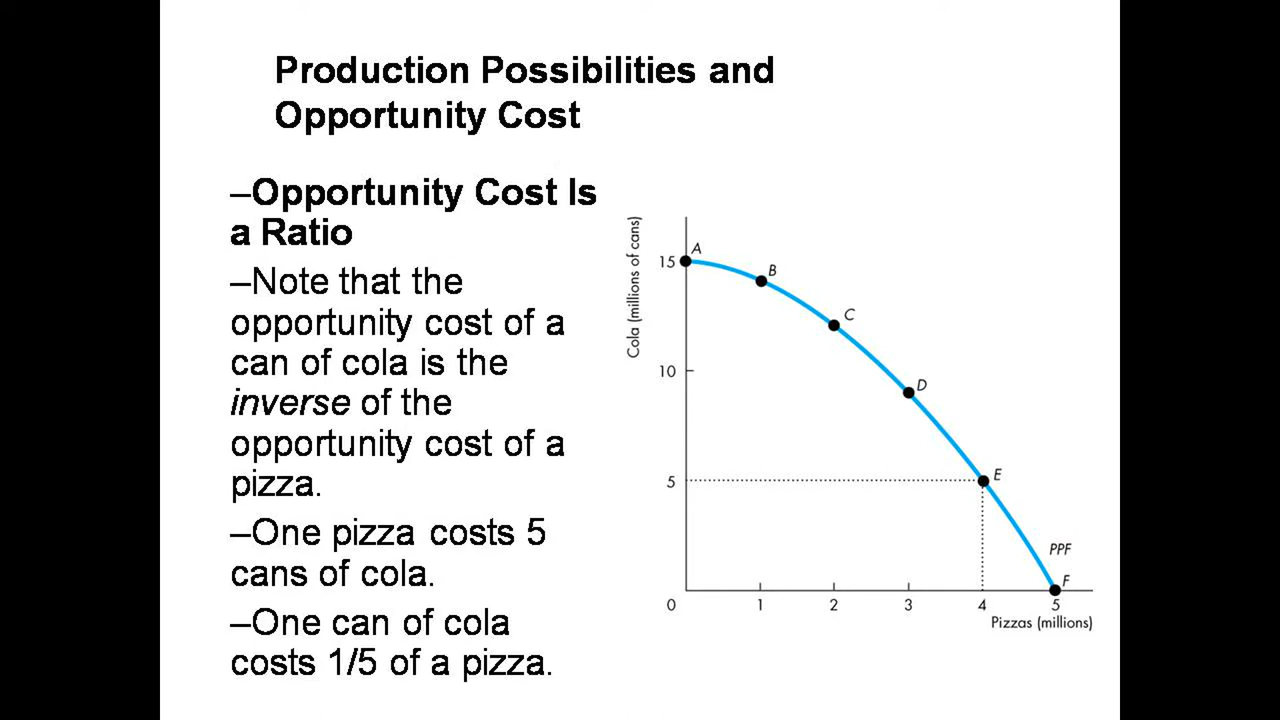 Production Possibilities and
Opportunity Cost
–Opportunity Cost Is
a Ratio
–Note that the
opportunity cost of a
can of cola is the
inverse of the
opportunity cost of a
pizza.
–One pizza costs 5
cans of cola.
–One can of cola
costs 1/5 of a pizza.
Cola (millions of cans)
15
10
5
A
B
C
D
E
PPF
F
0 1 2 3 4 5
Pizzas (millions)